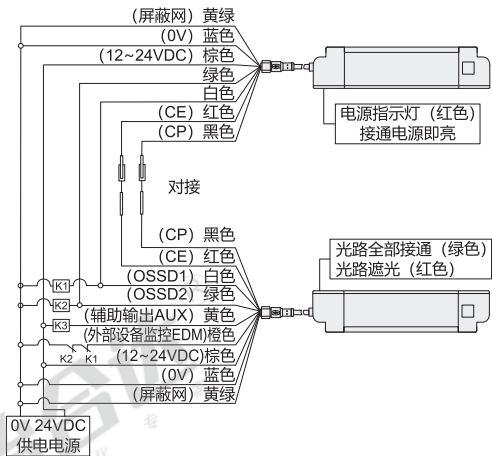 (屏蔽网) 黄绿
(0V) 蓝色
(12~24VDC) 棕色
绿色
白色
(CE) 红色
(CP) 黑色
电源指示灯 (红色)
接通电源即亮
对接
(CP) 黑色
(CE) 红色
(OSSD1) 白色
(OSSD2) 绿色
(辅助输出AUX) 黄色
(外部设备监控EDM)橙色
(12~24VDC)棕色
(0V) 蓝色
(屏蔽网) 黄绿
光路全部接通 (绿色)
光路遮光 (红色)
K1
K2
K3
K2 K1
0V 24VDC
供电电源